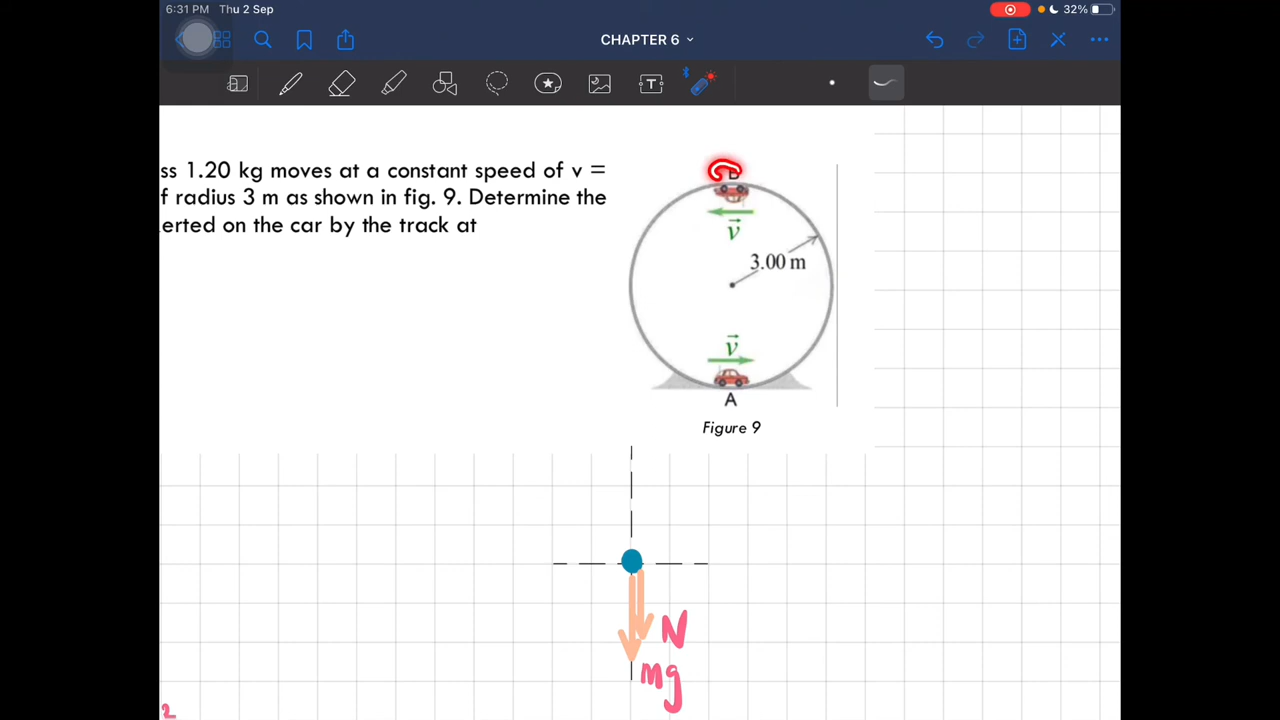 6:31 PM Thu 2 Sep
32%
CHAPTER 6
T
ss 1.20 kg moves at a constant speed of v =
f radius 3 m as shown in fig. 9. Determine the
erted on the car by the track at
B
v
3.00 m
v
A
Figure 9
N
mg
2